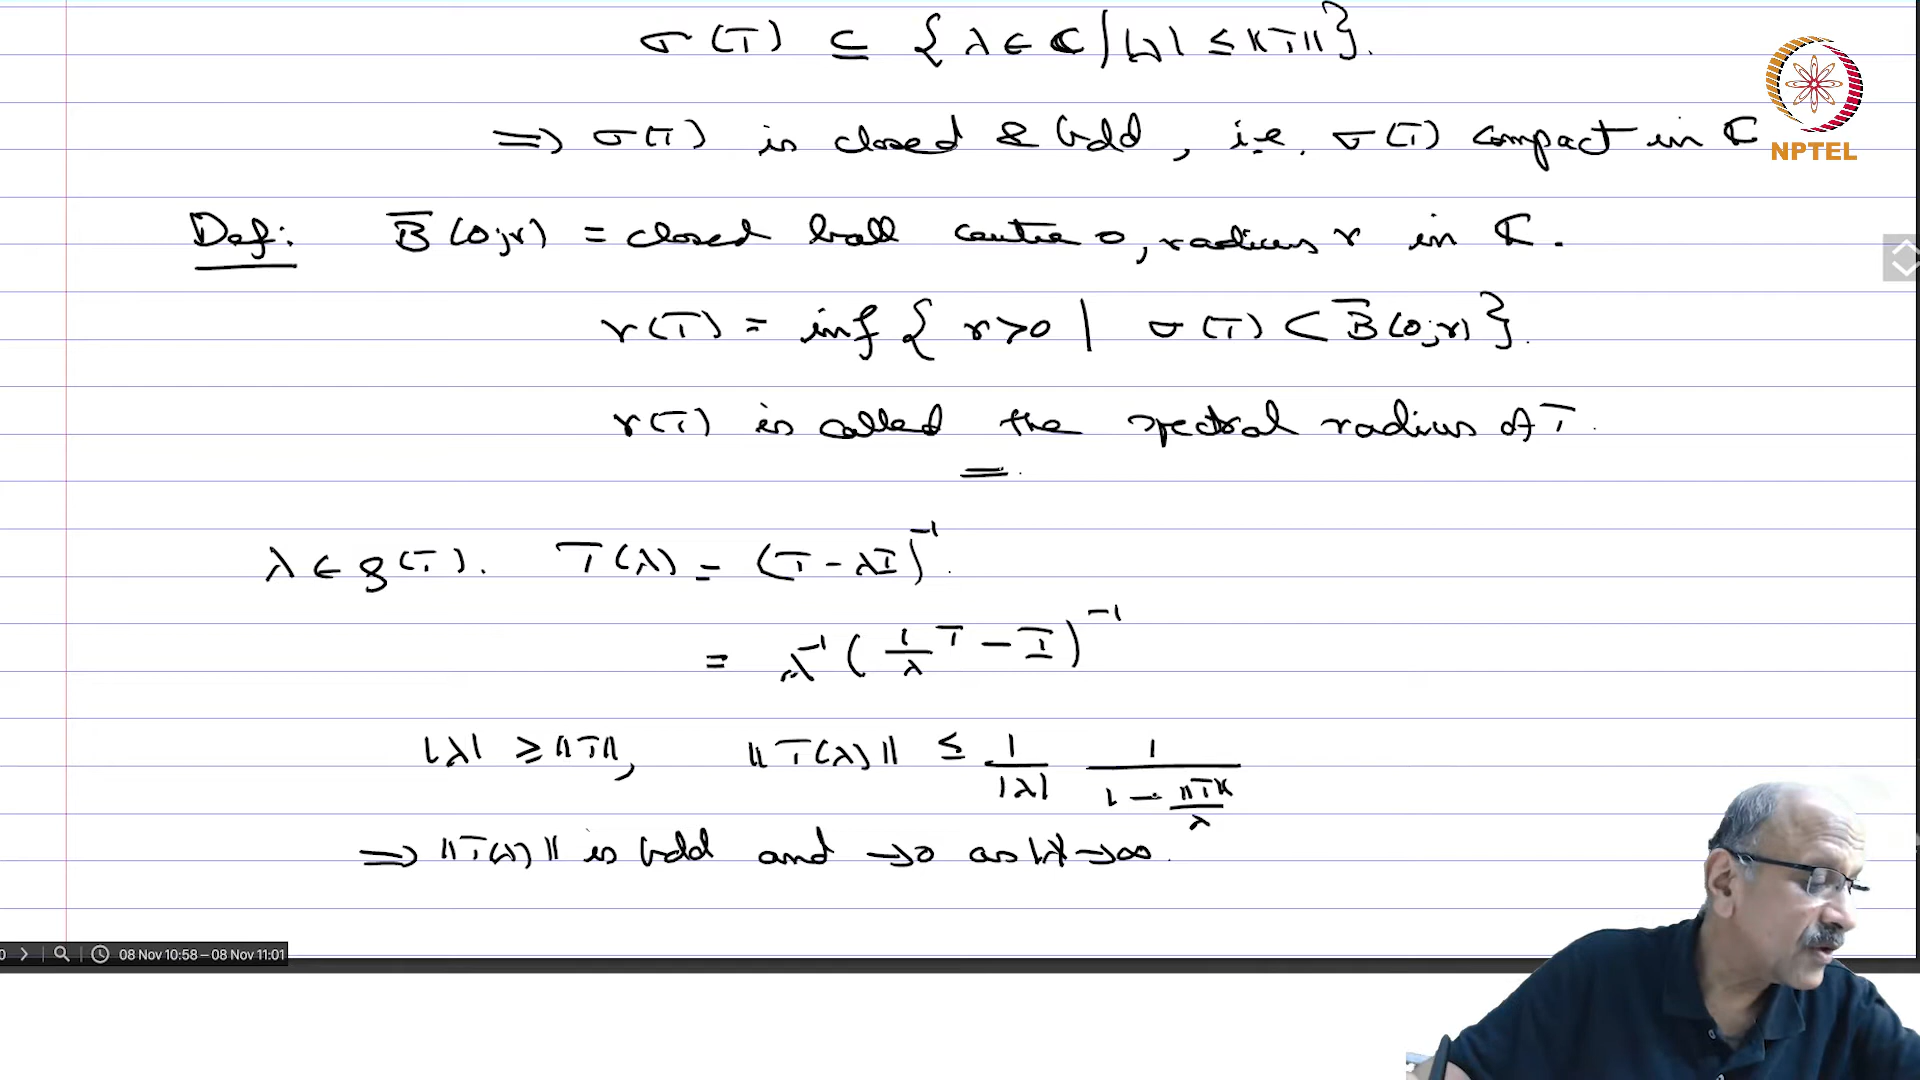 σ(T) ⊆ {λ ∈ ℂ | |λ| ≤ ||T||}.
⇒ σ(T) is closed & bdd, i.e. σ(T) compact in ℂ
NPTEL
Def: B̅(0;r) = closed ball centre 0, radius r in ℂ.
r(T) = inf { r>0 | σ(T) ⊂ B̅(0;r) }.
r(T) is called the spectral radius of T.
λ ∈ ρ(T). T(λ) = (T - λI)⁻¹.
= λ⁻¹ (1/λ T - I)⁻¹
|λ| ≥ ||T||, ||T(λ)|| ≤ 1/|λ| 1/(1 - ||T||/λ)
⇒ ||T(λ)|| is bdd and → 0 as |λ| → ∞.
0 > 08 Nov 10:58 – 08 Nov 11:01